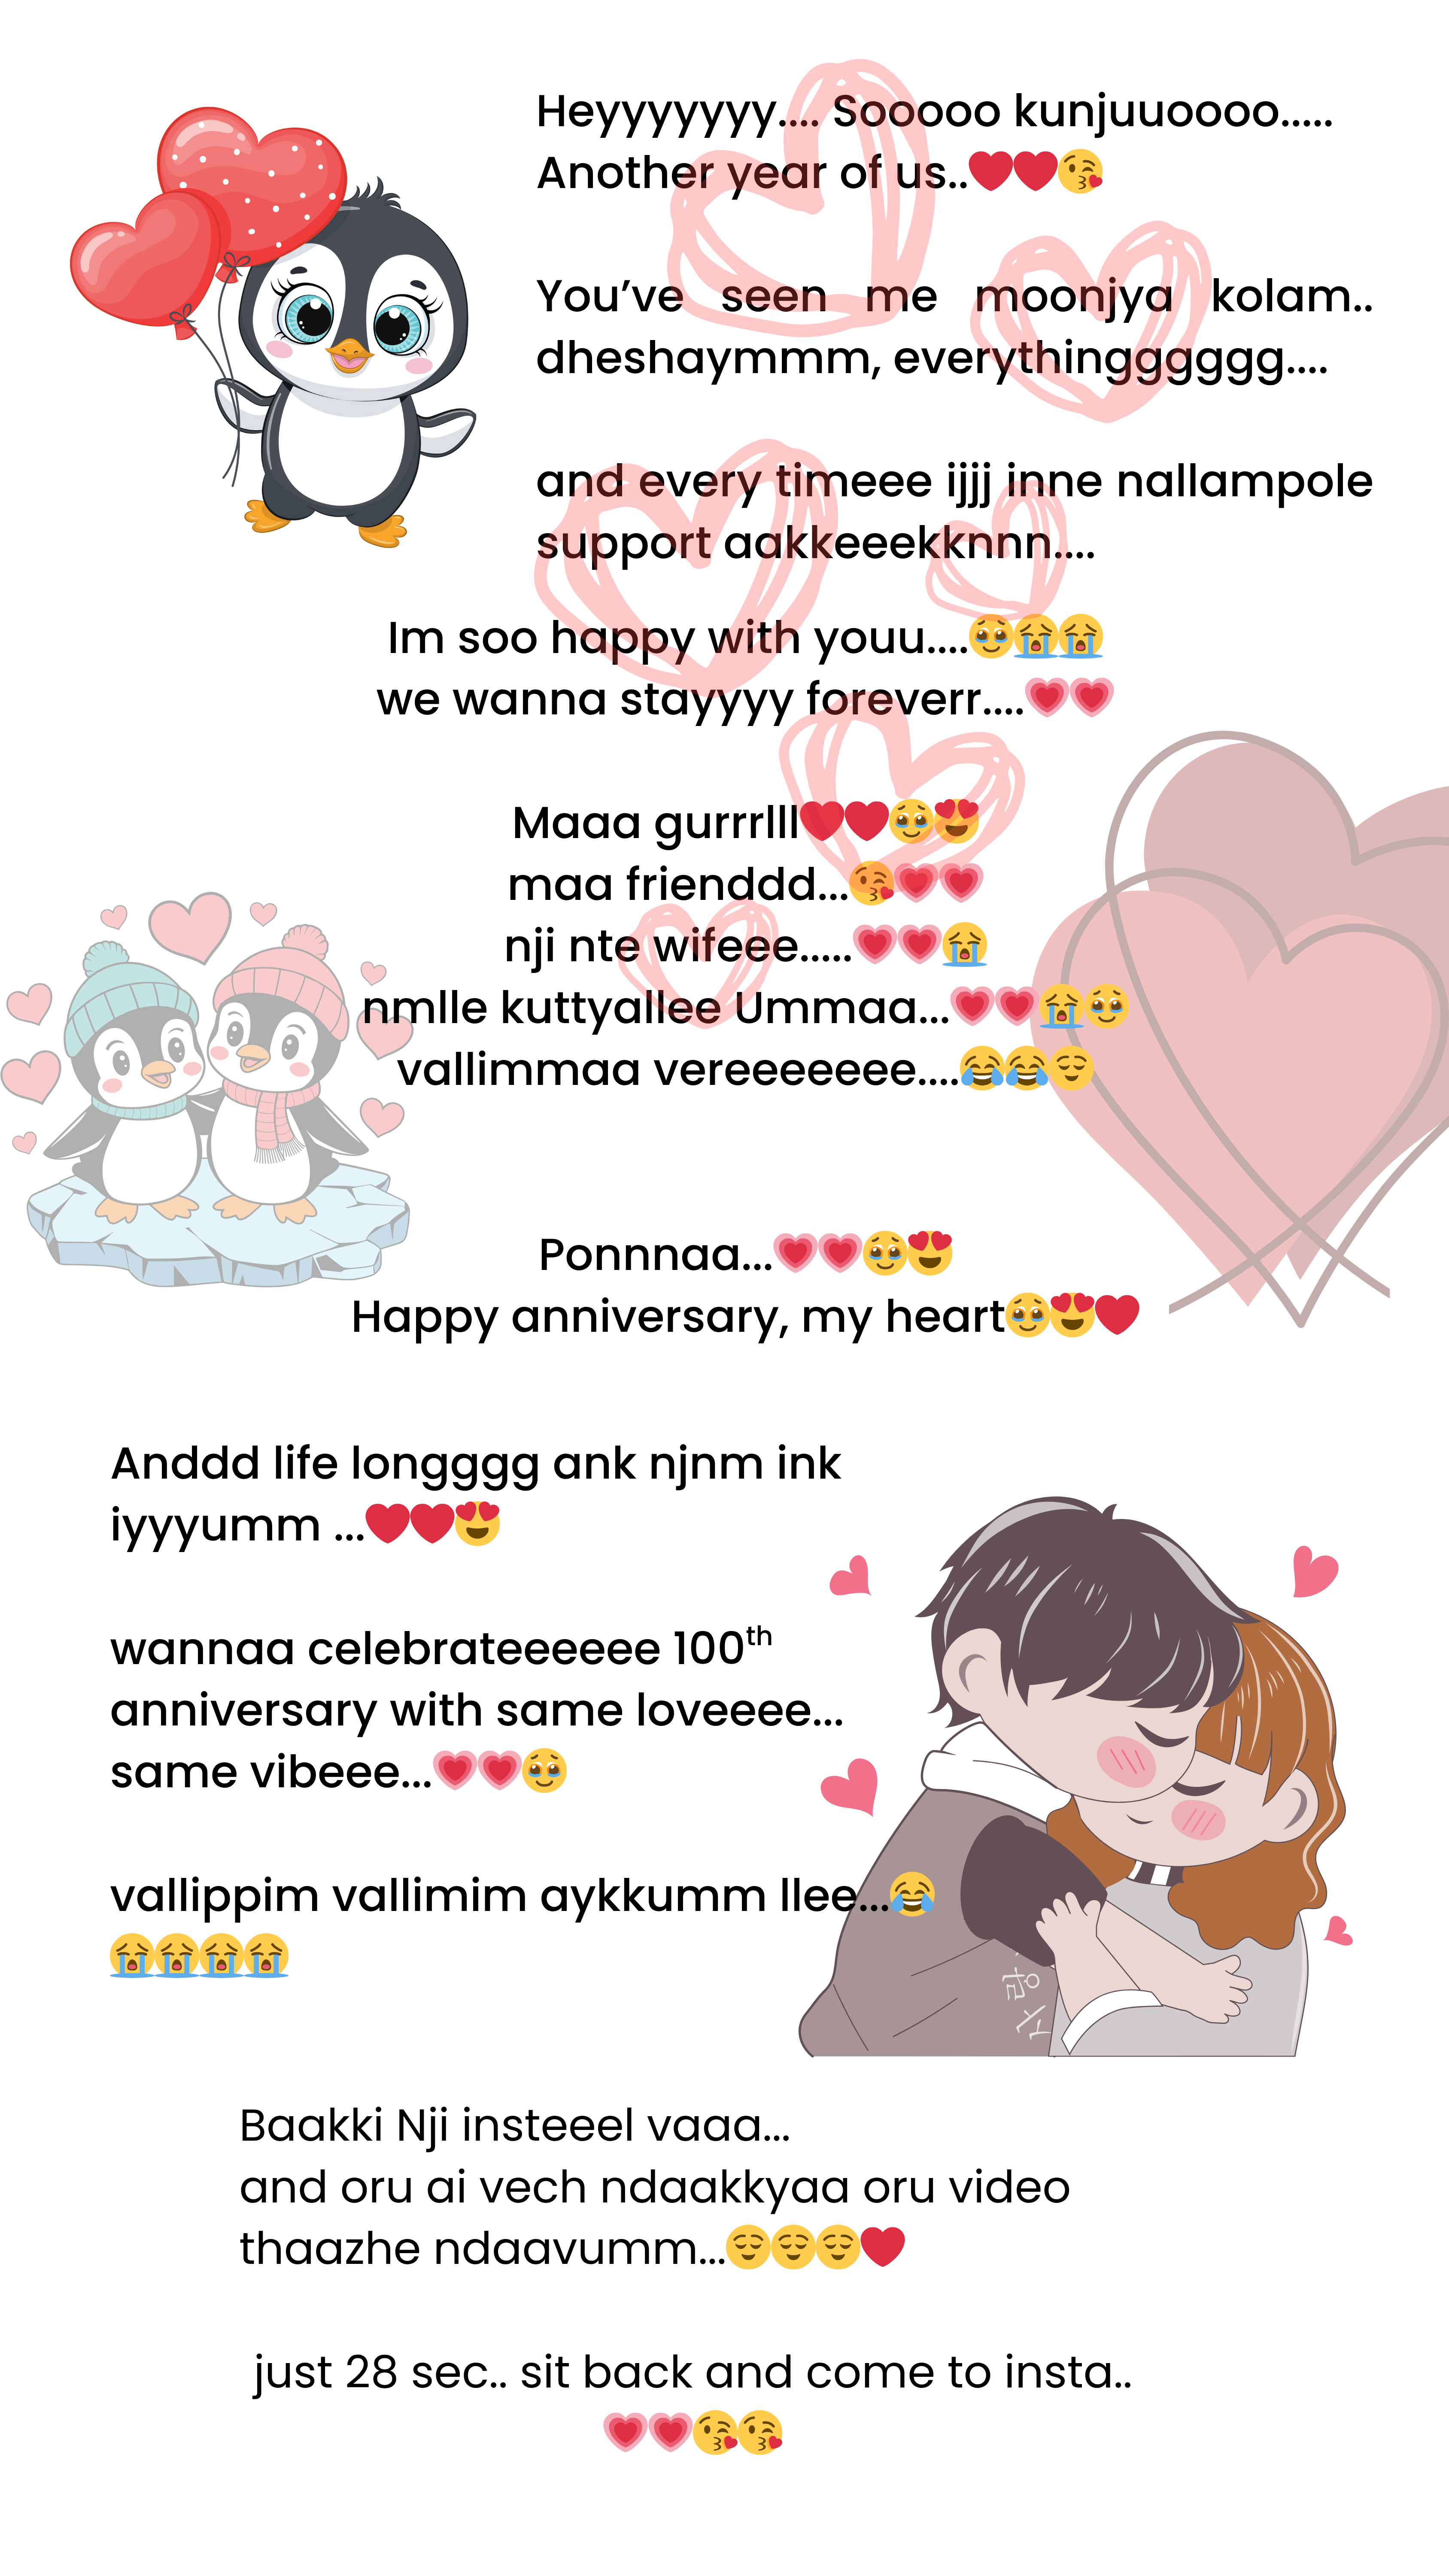 Heyyyyyyy.... Sooooo kunjuuoooo.....
Another year of us..❤️❤️😘
You’ve seen me moonjya kolam..
dheshaymmm, everythingggggg....
and every timeee ijjj inne nallampole
support aakkeeekknnn....
Im soo happy with youu....🥹😭😭
we wanna stayyyy foreverr....💗💗
Maaa gurrrlll❤️❤️🥹😍
maa frienddd...😘💗💗
nji nte wifeee.....💗💗😭
nmlle kuttyallee Ummaa...💗💗😭🥹
vallimmaa vereeeeeee....😂😂😌
Ponnnaa...💗💗🥹😍
Happy anniversary, my heart🥹😍❤️
Anddd life longggg ank njnm ink
iyyyumm ...❤️❤️😍
wannaa celebrateeeeee 100th
anniversary with same loveeee...
same vibeee...💗💗🥹
vallippim vallimim aykkumm llee...😂
😭😭😭😭
Baakki Nji insteeel vaaa...
and oru ai vech ndaakkyaa oru video
thaazhe ndaavumm...😌😌😌❤️
just 28 sec.. sit back and come to insta..
💗💗😘😘